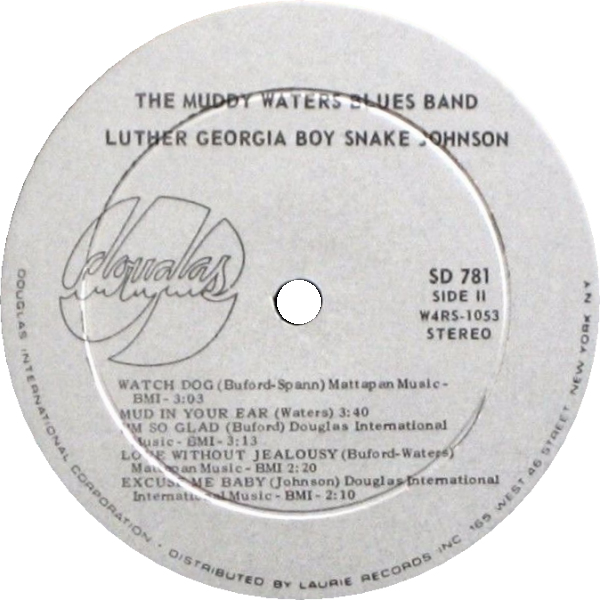 THE MUDDY WATERS BLUES BAND
LUTHER GEORGIA BOY SNAKE JOHNSON
douglas
SD 781
SIDE II
W4RS-1053
STEREO
WATCH DOG (Buford-Spann) Mattapan Music -
BMI - 3:03
MUD IN YOUR EAR (Waters) 3:40
I'M SO GLAD (Buford) Douglas International
Music - BMI - 3:13
LOVE WITHOUT JEALOUSY (Buford-Waters)
Mattapan Music - BMI 2:20
EXCUSE ME BABY (Johnson) Douglas International
International Music - BMI - 2:10
DOUGLAS INTERNATIONAL CORPORATION · DISTRIBUTED BY LAURIE RECORDS INC 165 WEST 46 STREET NEW YORK NY